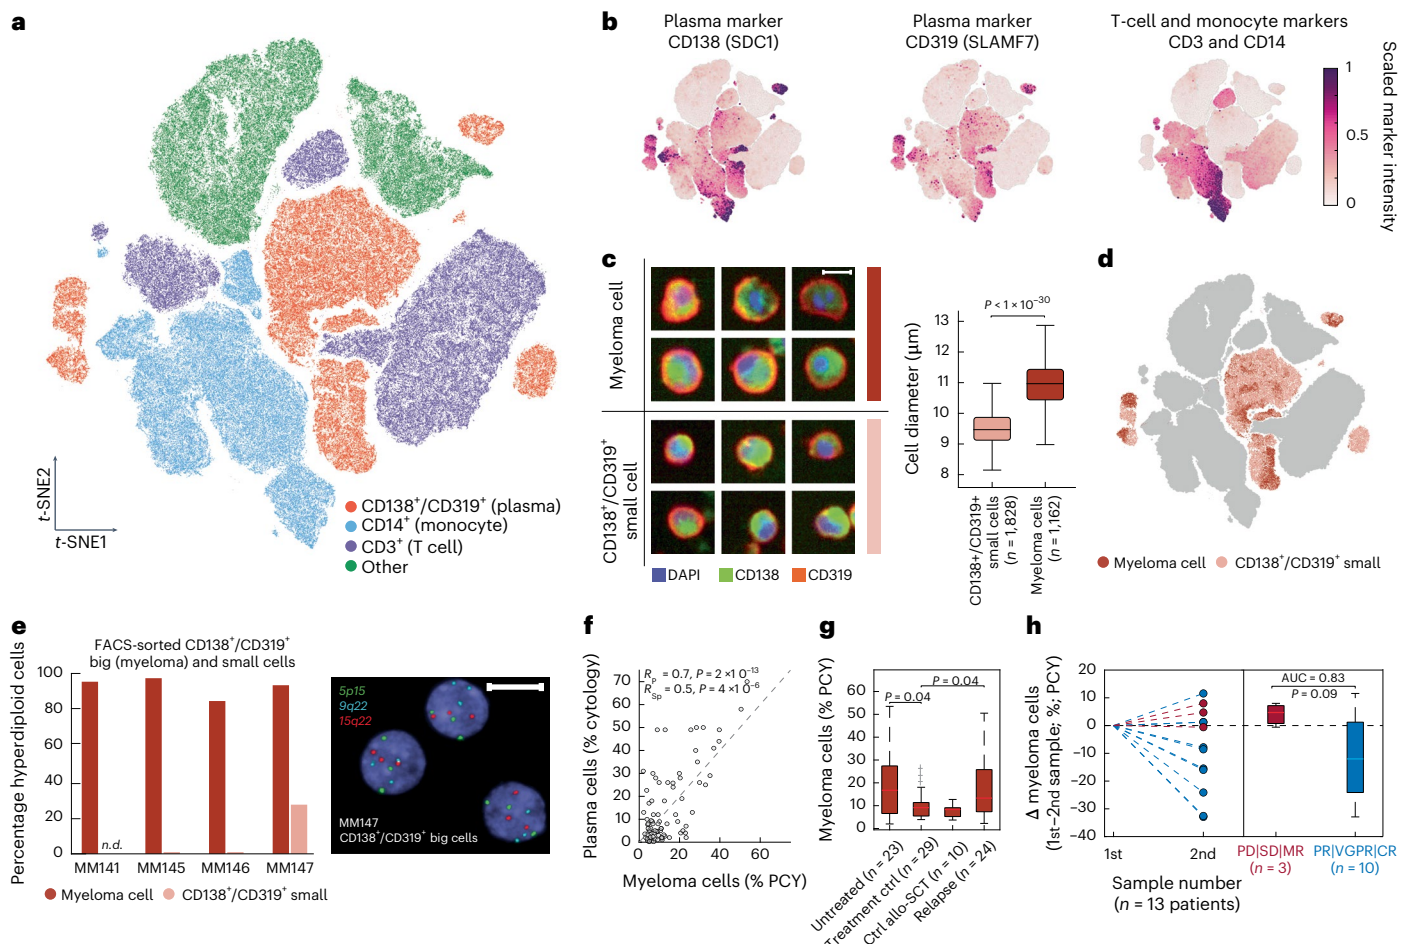 a
t-SNE2
t-SNE1
CD138+/CD319+ (plasma)
CD14+ (monocyte)
CD3+ (T cell)
Other
b
Plasma marker
CD138 (SDC1)
Plasma marker
CD319 (SLAMF7)
T-cell and monocyte markers
CD3 and CD14
1
0.5
0
Scaled marker intensity
c
Myeloma cell
CD138+/CD319+
small cell
DAPI
CD138
CD319
P < 1 × 10−30
Cell diameter (µm)
13
12
11
10
9
8
CD138+/CD319+
small cells
(n = 1,828)
Myeloma cells
(n = 1,162)
d
Myeloma cell
CD138+/CD319+ small
e
FACS-sorted CD138+/CD319+
big (myeloma) and small cells
Percentage hyperdiploid cells
100
80
60
40
20
0
n.d.
MM141
MM145
MM146
MM147
Myeloma cell
CD138+/CD319+ small
5p15
9q22
15q22
MM147
CD138+/CD319+ big cells
f
RP = 0.7, P = 2 × 10−13
RSp = 0.5, P = 4 × 10−6
Plasma cells (% cytology)
70
60
50
40
30
20
10
0
0
20
40
60
Myeloma cells (% PCY)
g
P = 0.04
P = 0.04
Myeloma cells (% PCY)
60
50
40
30
20
10
0
Untreated (n = 23)
Treatment ctrl (n = 29)
Ctrl allo-SCT (n = 10)
Relapse (n = 24)
h
Δ myeloma cells
(1st–2nd sample; %; PCY)
20
10
0
−10
−20
−30
−40
AUC = 0.83
P = 0.09
1st
2nd
Sample number
(n = 13 patients)
PD|SD|MR
(n = 3)
PR|VGPR|CR
(n = 10)